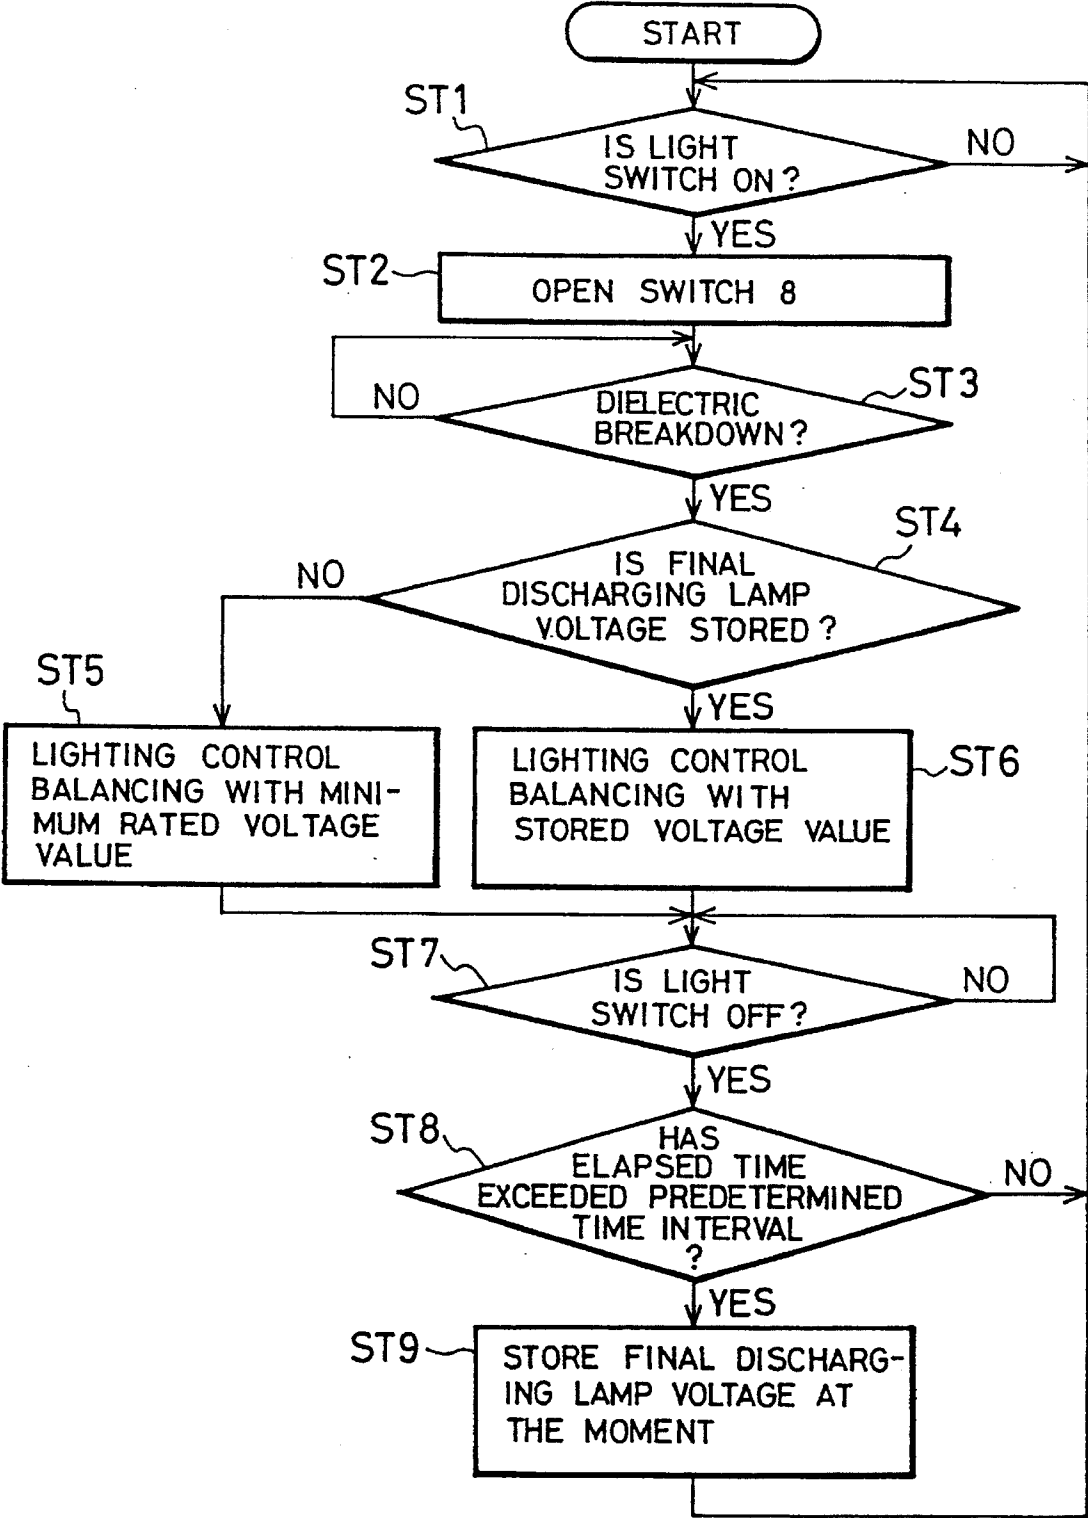 START
ST1
IS LIGHT
SWITCH ON?
NO
YES
ST2
OPEN SWITCH 8
NO
DIELECTRIC
BREAKDOWN?
ST3
YES
ST4
IS FINAL
DISCHARGING LAMP
VOLTAGE STORED?
NO
YES
ST5
LIGHTING CONTROL
BALANCING WITH MINI-
MUM RATED VOLTAGE
VALUE
LIGHTING CONTROL
BALANCING WITH
STORED VOLTAGE VALUE
ST6
ST7
IS LIGHT
SWITCH OFF?
NO
YES
ST8
HAS
ELAPSED TIME
EXCEEDED PREDETERMINED
TIME INTERVAL
?
NO
YES
ST9
STORE FINAL DISCHARG-
ING LAMP VOLTAGE AT
THE MOMENT